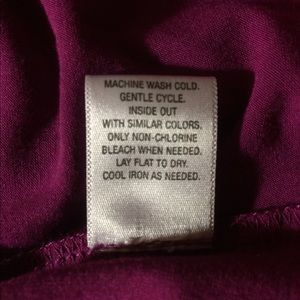 MACHINE WASH COLD.
GENTLE CYCLE.
INSIDE OUT
WITH SIMILAR COLORS.
ONLY NON-CHLORINE
BLEACH WHEN NEEDED.
LAY FLAT TO DRY.
COOL IRON AS NEEDED.